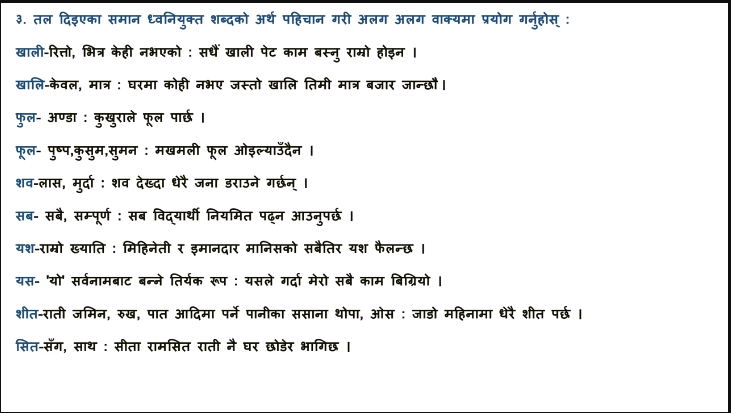 ३. तल दिइएका समान ध्वनियुक्त शब्दको अर्थ पहिचान गरी अलग अलग वाक्यमा प्रयोग गर्नुहोस् :
खाली-रित्तो, भित्र केही नभएको : सधैं खाली पेट काम बस्नु राम्रो होइन ।
खालि-केवल, मात्र : घरमा कोही नभए जस्तो खालि तिमी मात्र बजार जान्छौ ।
फुल- अण्डा : कुखुराले फूल पार्छ ।
फूल- पुष्प,कुसुम,सुमन : मखमली फूल ओइल्याउँदैन ।
शव-लास, मुर्दा : शव देख्दा धेरै जना डराउने गर्छन् ।
सब- सबै, सम्पूर्ण : सब विद्यार्थी नियमित पढ्न आउनुपर्छ ।
यश-राम्रो ख्याति : मिहिनेती र इमानदार मानिसको सबैतिर यश फैलन्छ ।
यस- 'यो' सर्वनामबाट बन्ने तिर्यक रूप : यसले गर्दा मेरो सबै काम बिग्रियो ।
शीत-राती जमिन, रुख, पात आदिमा पर्ने पानीका ससाना थोपा, ओस : जाडो महिनामा धेरै शीत पर्छ ।
सित-सँग, साथ : सीता रामसित राती नै घर छोडेर भागिछ ।